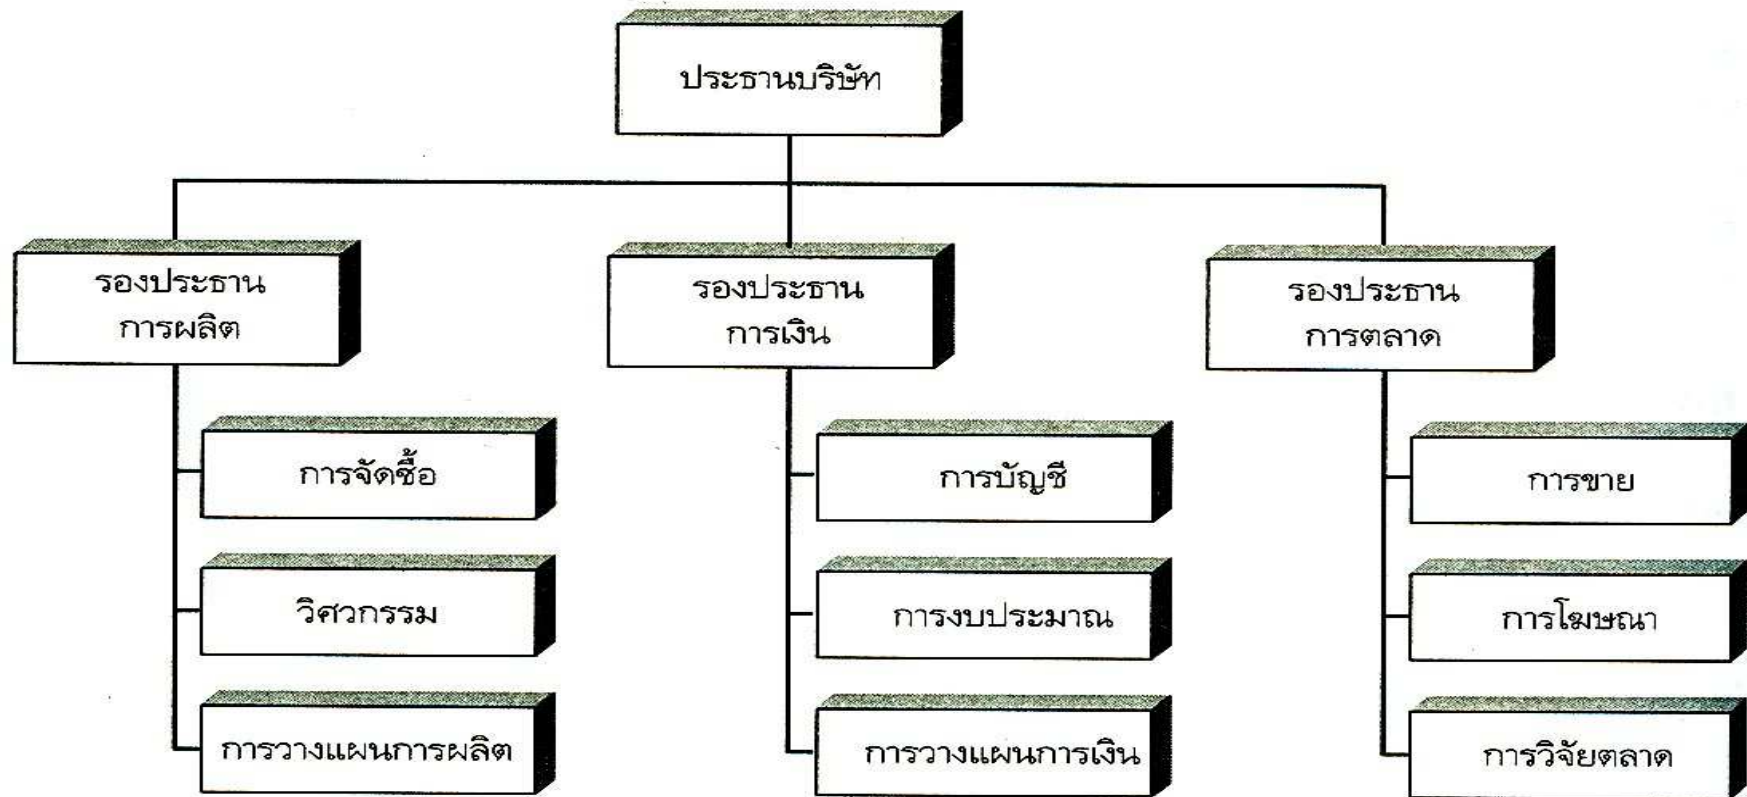 ประธานบริษัท
รองประธาน
การผลิต
รองประธาน
การเงิน
รองประธาน
การตลาด
การจัดซื้อ
วิศวกรรม
การวางแผนการผลิต
การบัญชี
การงบประมาณ
การวางแผนการเงิน
การขาย
การโฆษณา
การวิจัยตลาด